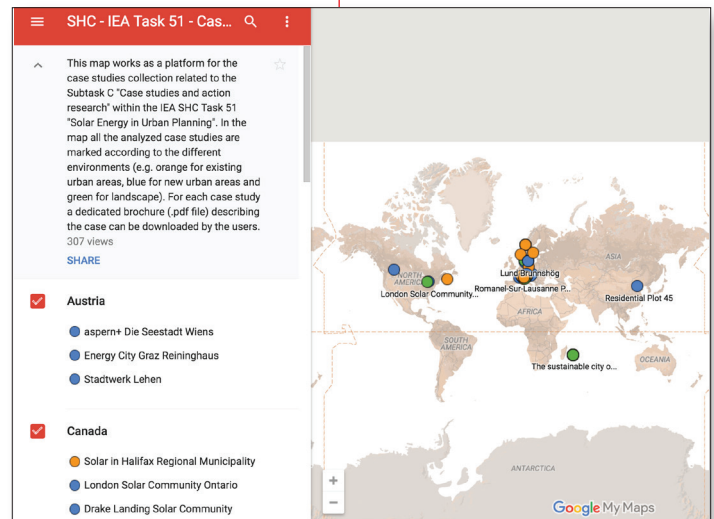 SHC - IEA Task 51 - Cas...
This map works as a platform for the
case studies collection related to the
Subtask C "Case studies and action
research" within the IEA SHC Task 51
"Solar Energy in Urban Planning". In the
map all the analyzed case studies are
marked according to the different
environments (e.g. orange for existing
urban areas, blue for new urban areas and
green for landscape). For each case study
a dedicated brochure (.pdf file) describing
the case can be downloaded by the users.
307 views
SHARE
Austria
aspern+ Die Seestadt Wiens
Energy City Graz Reininghaus
Stadtwerk Lehen
Canada
Solar in Halifax Regional Municipality
London Solar Community Ontario
Drake Landing Solar Community
ASIA
Lund Brunnshög
NORTH
AMERICA
Romanel-Sur-Lausanne P...
London Solar Community...
Residential Plot 45
AFRICA
SOUTH
AMERICA
OCEANIA
The sustainable city o...
ANTARCTICA
+
−
Google My Maps